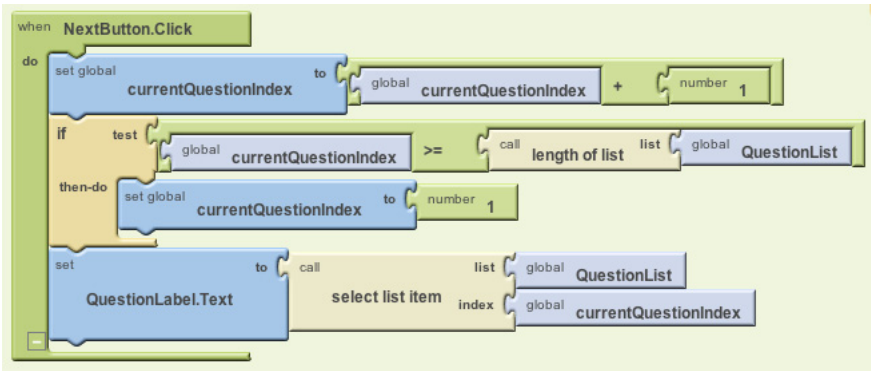 when NextButton.Click
do set global currentQuestionIndex to global currentQuestionIndex + number 1
if test global currentQuestionIndex >= call length of list list global QuestionList
then-do set global currentQuestionIndex to number 1
set QuestionLabel.Text to call select list item list global QuestionList
index global currentQuestionIndex